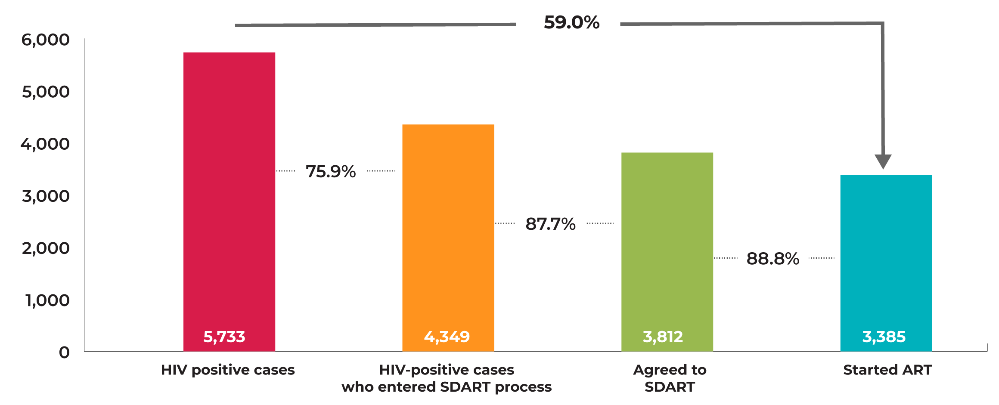 59.0%
6,000
5,000
4,000
3,000
2,000
1,000
0
75.9%
87.7%
88.8%
5,733
4,349
3,812
3,385
HIV positive cases
HIV-positive cases
who entered SDART process
Agreed to
SDART
Started ART